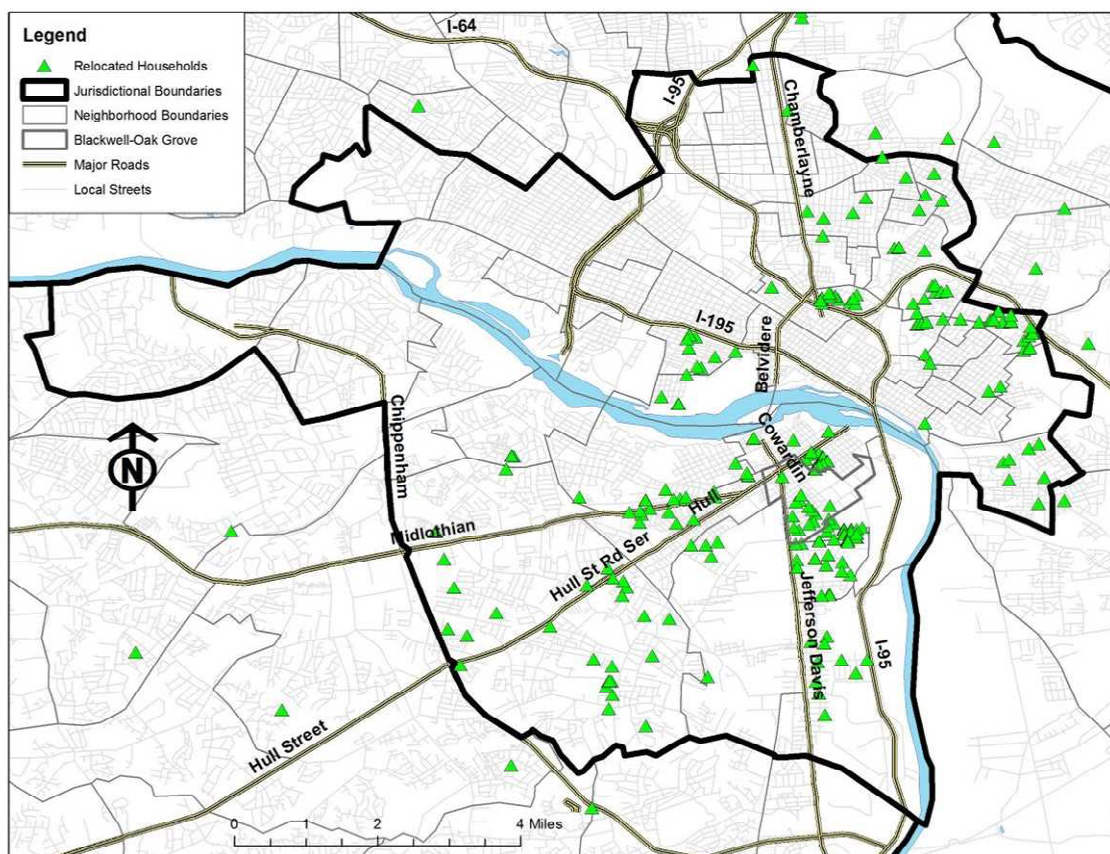 Legend
Relocated Households
Jurisdictional Boundaries
Neighborhood Boundaries
Blackwell-Oak Grove
Major Roads
Local Streets
I-64
I-95
Chamberlayne
I-195
Belvidere
Chippenham
Cowardin
N
Hull
Midlothian
Hull St Rd Ser
Jefferson Davis
I-95
Hull Street
0 1 2 4 Miles